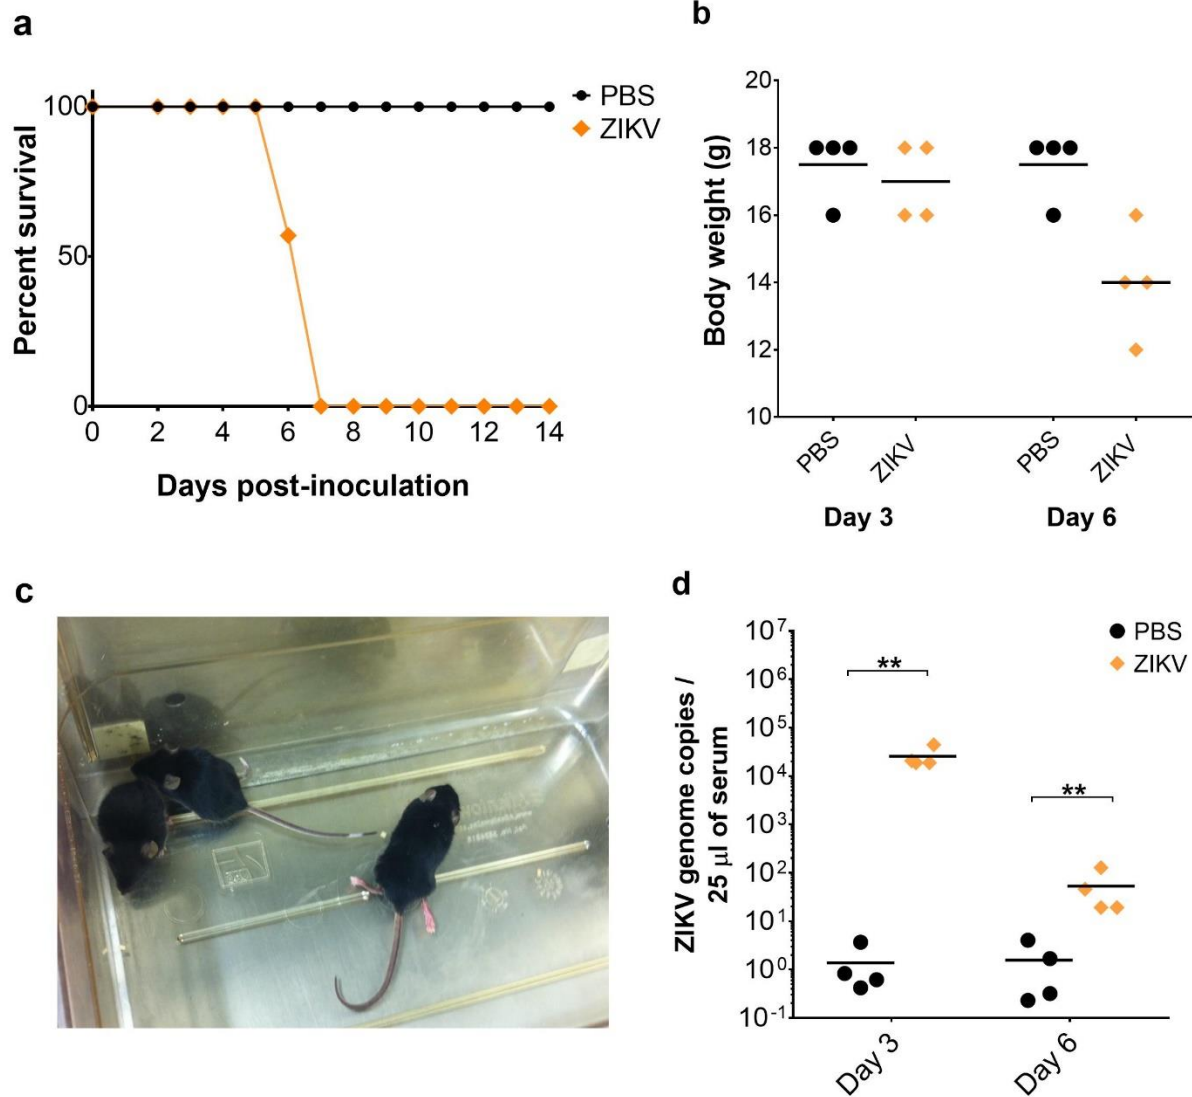 a
100
50
0
Percent survival
0 2 4 6 8 10 12 14
Days post-inoculation
PBS
ZIKV
b
20
18
16
14
12
10
Body weight (g)
PBS ZIKV PBS ZIKV
Day 3 Day 6
c
d
10⁷
10⁶
10⁵
10⁴
10³
10²
10¹
10⁰
10⁻¹
ZIKV genome copies /
25 µl of serum
PBS
ZIKV
**
**
Day 3 Day 6